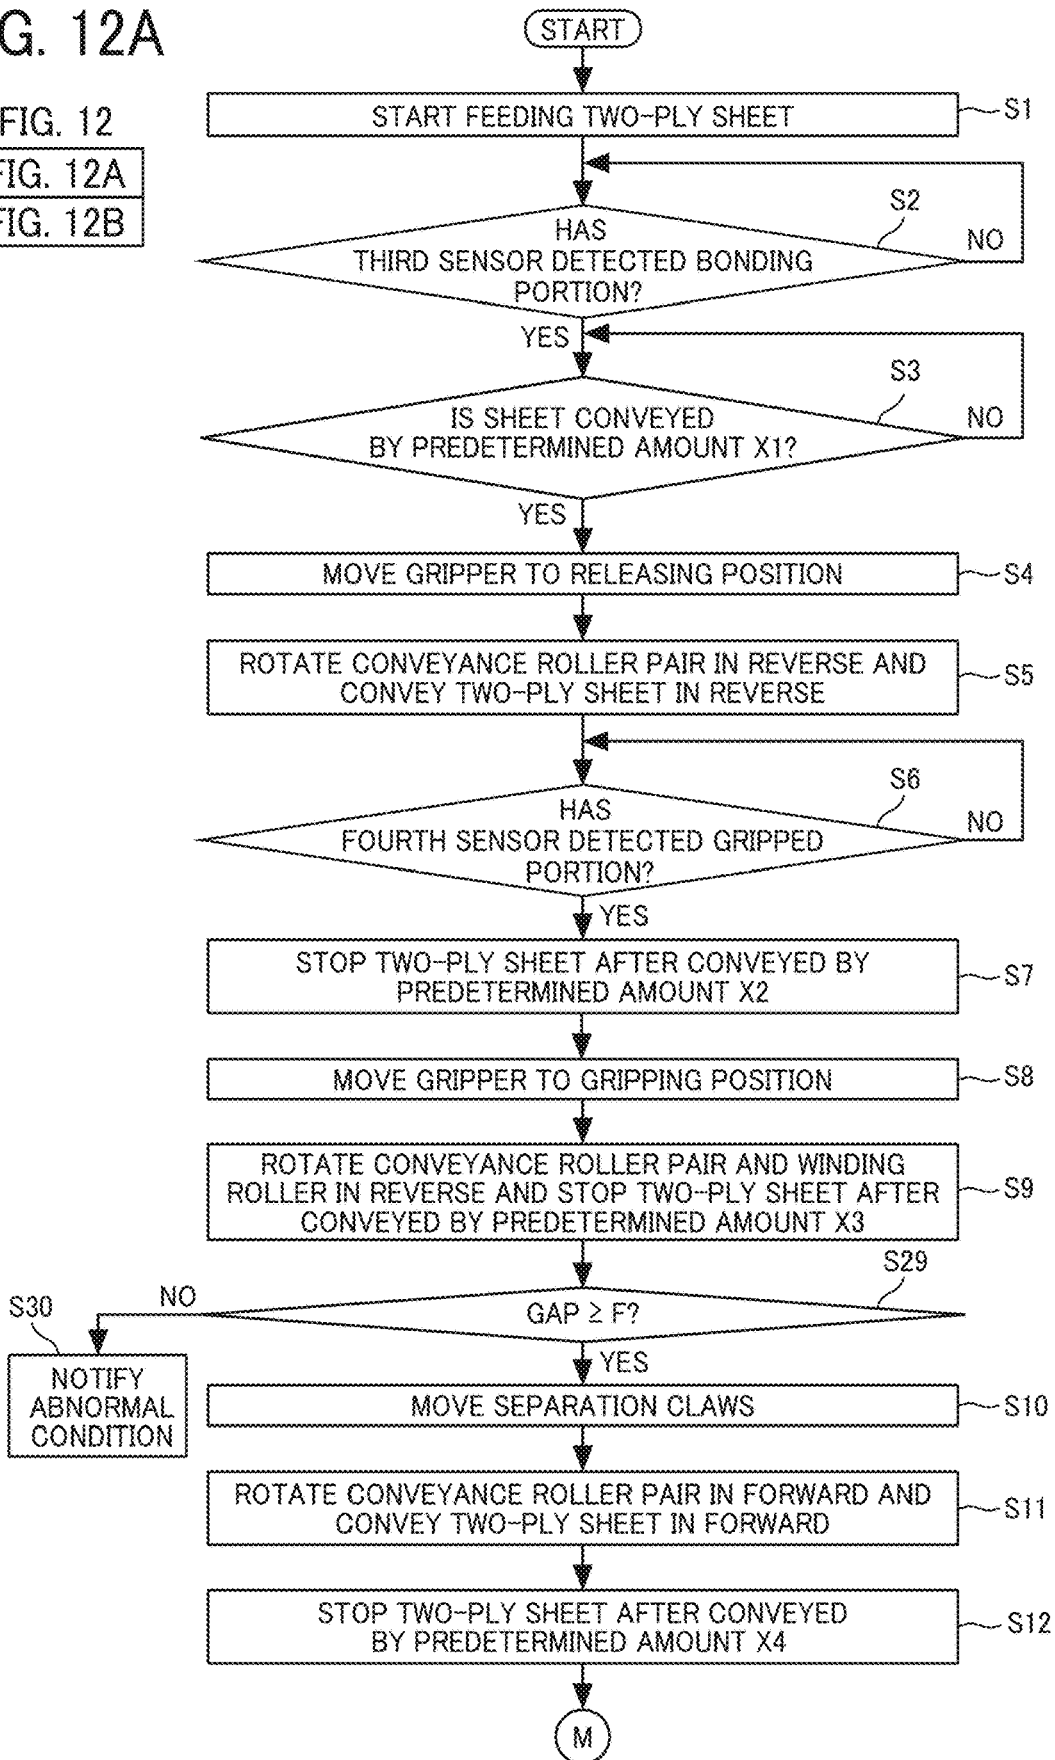 G. 12A
FIG. 12
FIG. 12A
FIG. 12B
START
START FEEDING TWO-PLY SHEET
S1
HAS
THIRD SENSOR DETECTED BONDING
PORTION?
S2
NO
YES
IS SHEET CONVEYED
BY PREDETERMINED AMOUNT X1?
S3
NO
YES
MOVE GRIPPER TO RELEASING POSITION
S4
ROTATE CONVEYANCE ROLLER PAIR IN REVERSE AND
CONVEY TWO-PLY SHEET IN REVERSE
S5
HAS
FOURTH SENSOR DETECTED GRIPPED
PORTION?
S6
NO
YES
STOP TWO-PLY SHEET AFTER CONVEYED BY
PREDETERMINED AMOUNT X2
S7
MOVE GRIPPER TO GRIPPING POSITION
S8
ROTATE CONVEYANCE ROLLER PAIR AND WINDING
ROLLER IN REVERSE AND STOP TWO-PLY SHEET AFTER
CONVEYED BY PREDETERMINED AMOUNT X3
S9
GAP ≥ F?
S29
NO
S30
NOTIFY
ABNORMAL
CONDITION
YES
MOVE SEPARATION CLAWS
S10
ROTATE CONVEYANCE ROLLER PAIR IN FORWARD AND
CONVEY TWO-PLY SHEET IN FORWARD
S11
STOP TWO-PLY SHEET AFTER CONVEYED
BY PREDETERMINED AMOUNT X4
S12
M